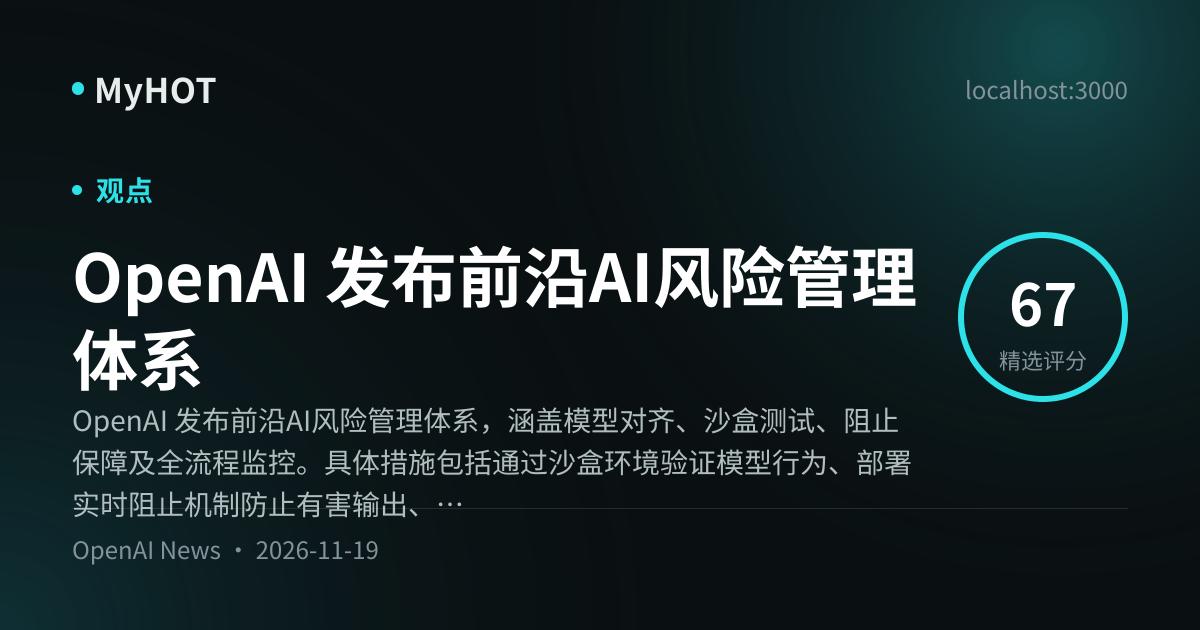 MyHOT
localhost:3000
观点
OpenAI 发布前沿AI风险管理
体系
67
精选评分
OpenAI 发布前沿AI风险管理体系，涵盖模型对齐、沙盒测试、阻止
保障及全流程监控。具体措施包括通过沙盒环境验证模型行为、部署
实时阻止机制防止有害输出、…
OpenAI News · 2026-11-19